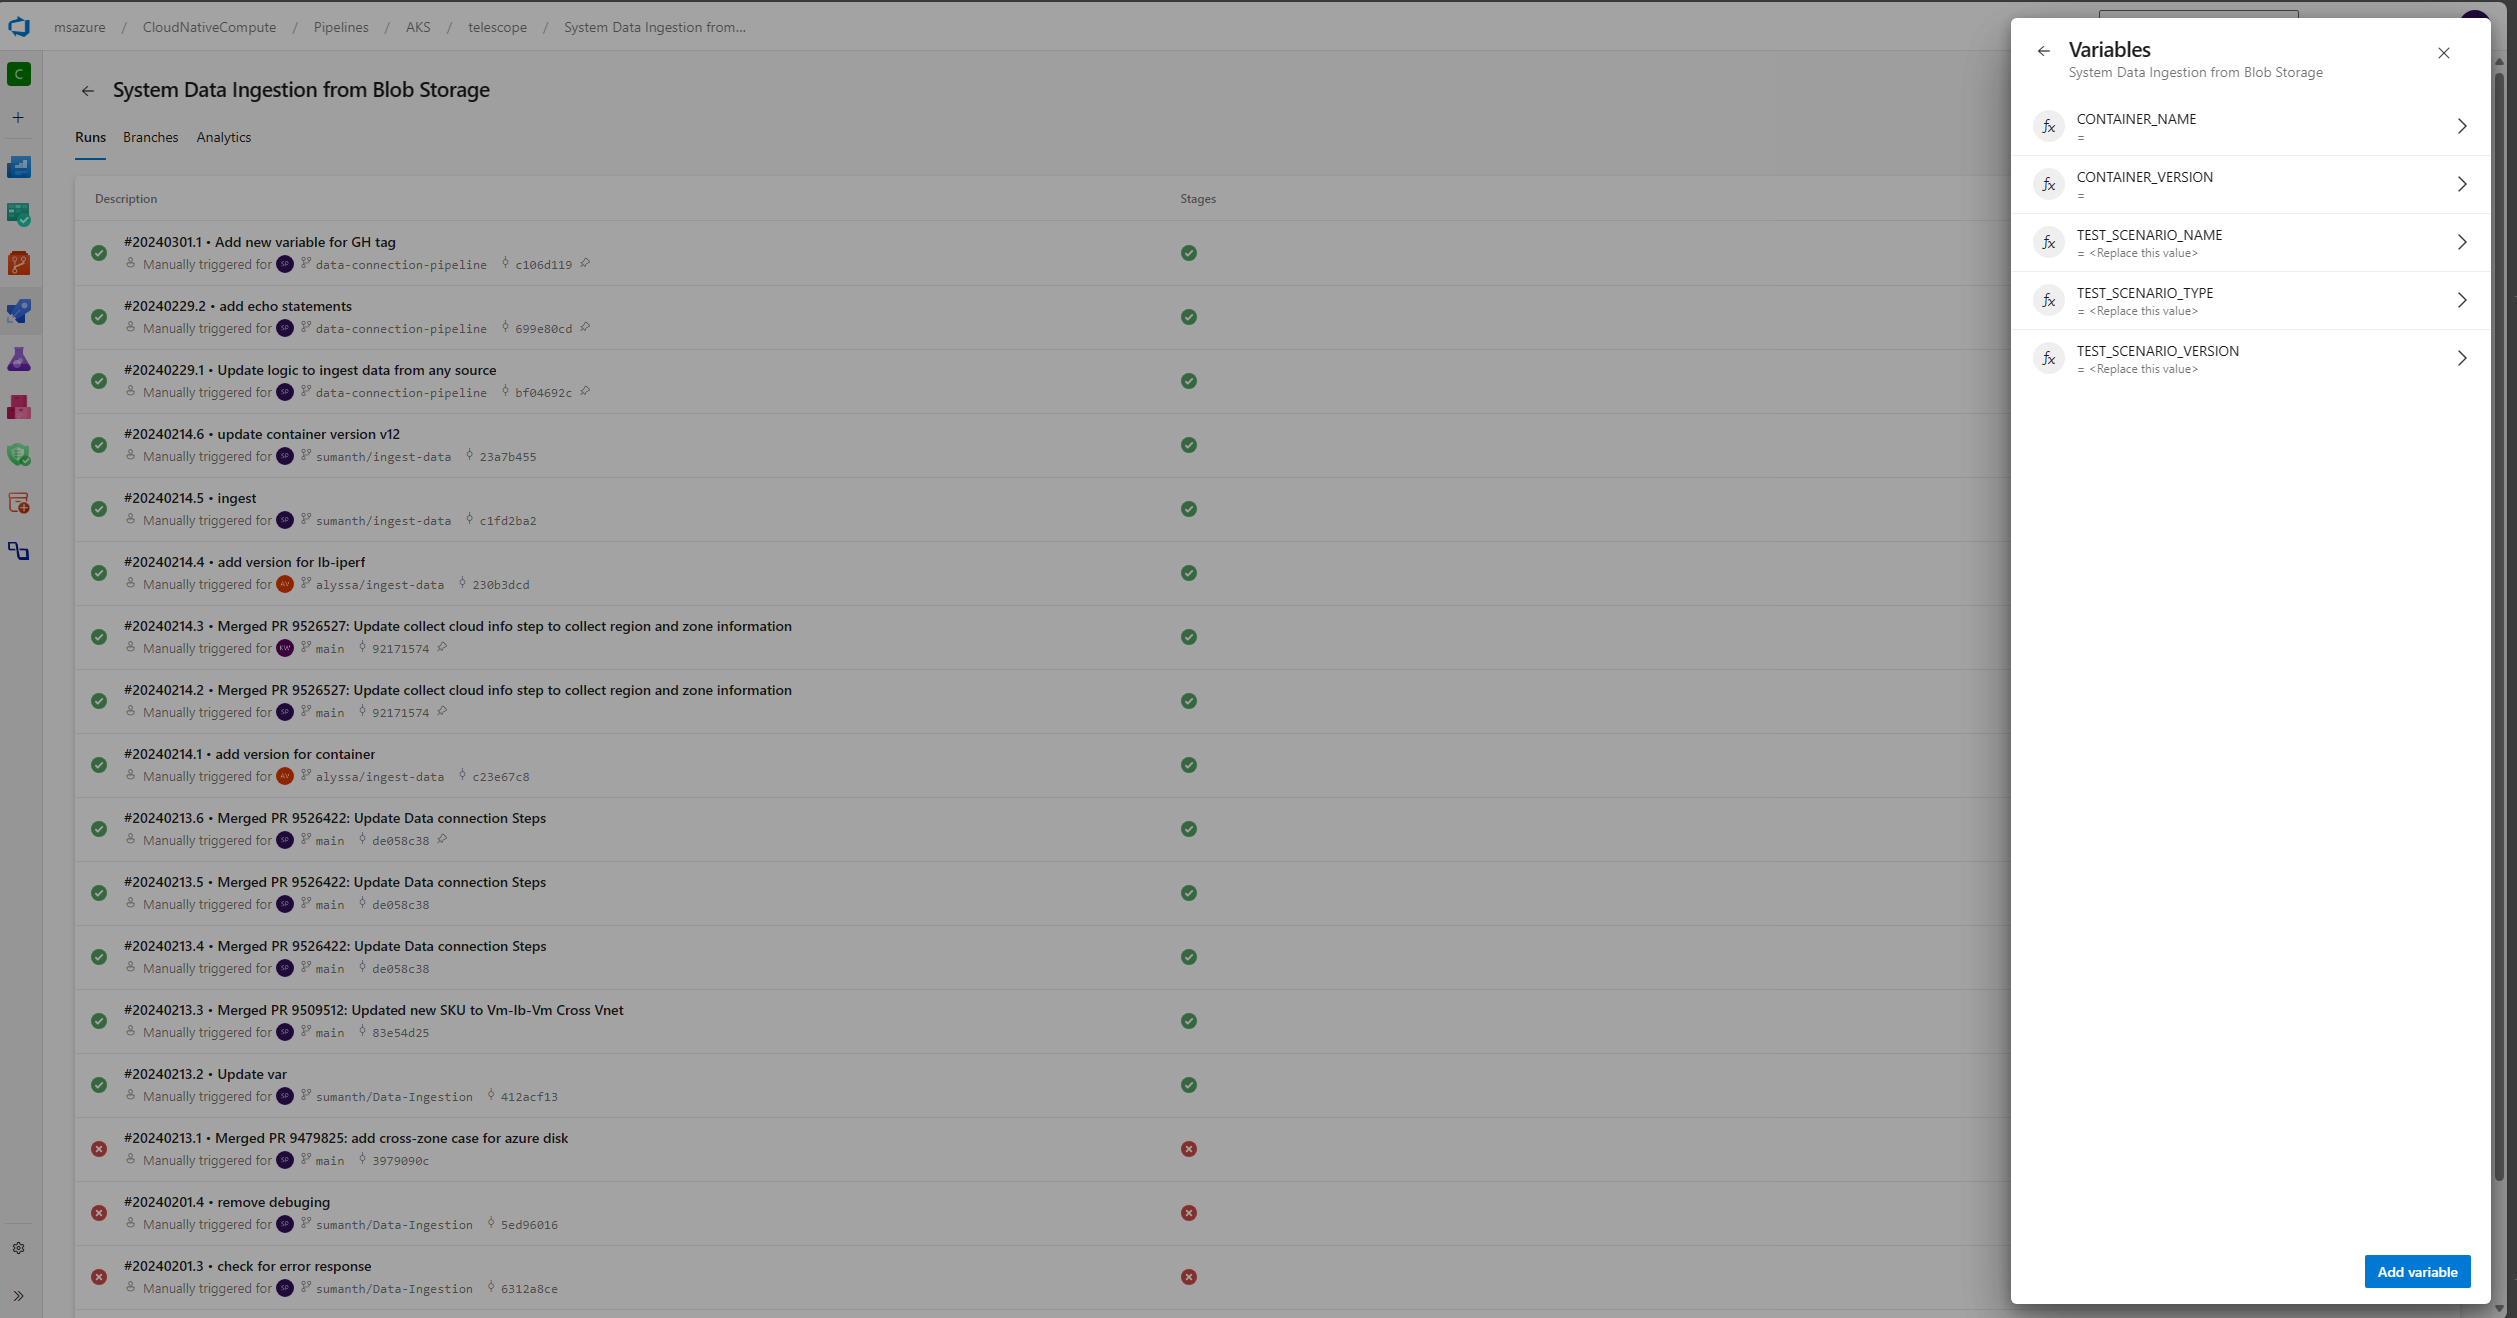 msazure / CloudNativeCompute / Pipelines / AKS / telescope / System Data Ingestion from...
C
System Data Ingestion from Blob Storage
Runs Branches Analytics
Description Stages
#20240301.1 • Add new variable for GH tag
Manually triggered for SP data-connection-pipeline c106d119
#20240229.2 • add echo statements
Manually triggered for SP data-connection-pipeline 699e80cd
#20240229.1 • Update logic to ingest data from any source
Manually triggered for SP data-connection-pipeline bf04692c
#20240214.6 • update container version v12
Manually triggered for SP sumanth/ingest-data 23a7b455
#20240214.5 • ingest
Manually triggered for SP sumanth/ingest-data c1fd2ba2
#20240214.4 • add version for lb-iperf
Manually triggered for AV alyssa/ingest-data 230b3dcd
#20240214.3 • Merged PR 9526527: Update collect cloud info step to collect region and zone information
Manually triggered for KW main 92171574
#20240214.2 • Merged PR 9526527: Update collect cloud info step to collect region and zone information
Manually triggered for SP main 92171574
#20240214.1 • add version for container
Manually triggered for AV alyssa/ingest-data c23e67c8
#20240213.6 • Merged PR 9526422: Update Data connection Steps
Manually triggered for SP main de058c38
#20240213.5 • Merged PR 9526422: Update Data connection Steps
Manually triggered for SP main de058c38
#20240213.4 • Merged PR 9526422: Update Data connection Steps
Manually triggered for SP main de058c38
#20240213.3 • Merged PR 9509512: Updated new SKU to Vm-lb-Vm Cross Vnet
Manually triggered for SP main 83e54d25
#20240213.2 • Update var
Manually triggered for SP sumanth/Data-Ingestion 412acf13
#20240213.1 • Merged PR 9479825: add cross-zone case for azure disk
Manually triggered for SP main 3979090c
#20240201.4 • remove debuging
Manually triggered for SP sumanth/Data-Ingestion 5ed96016
#20240201.3 • check for error response
Manually triggered for SP sumanth/Data-Ingestion 6312a8ce
Variables
System Data Ingestion from Blob Storage
fx CONTAINER_NAME
=
fx CONTAINER_VERSION
=
fx TEST_SCENARIO_NAME
= <Replace this value>
fx TEST_SCENARIO_TYPE
= <Replace this value>
fx TEST_SCENARIO_VERSION
= <Replace this value>
Add variable